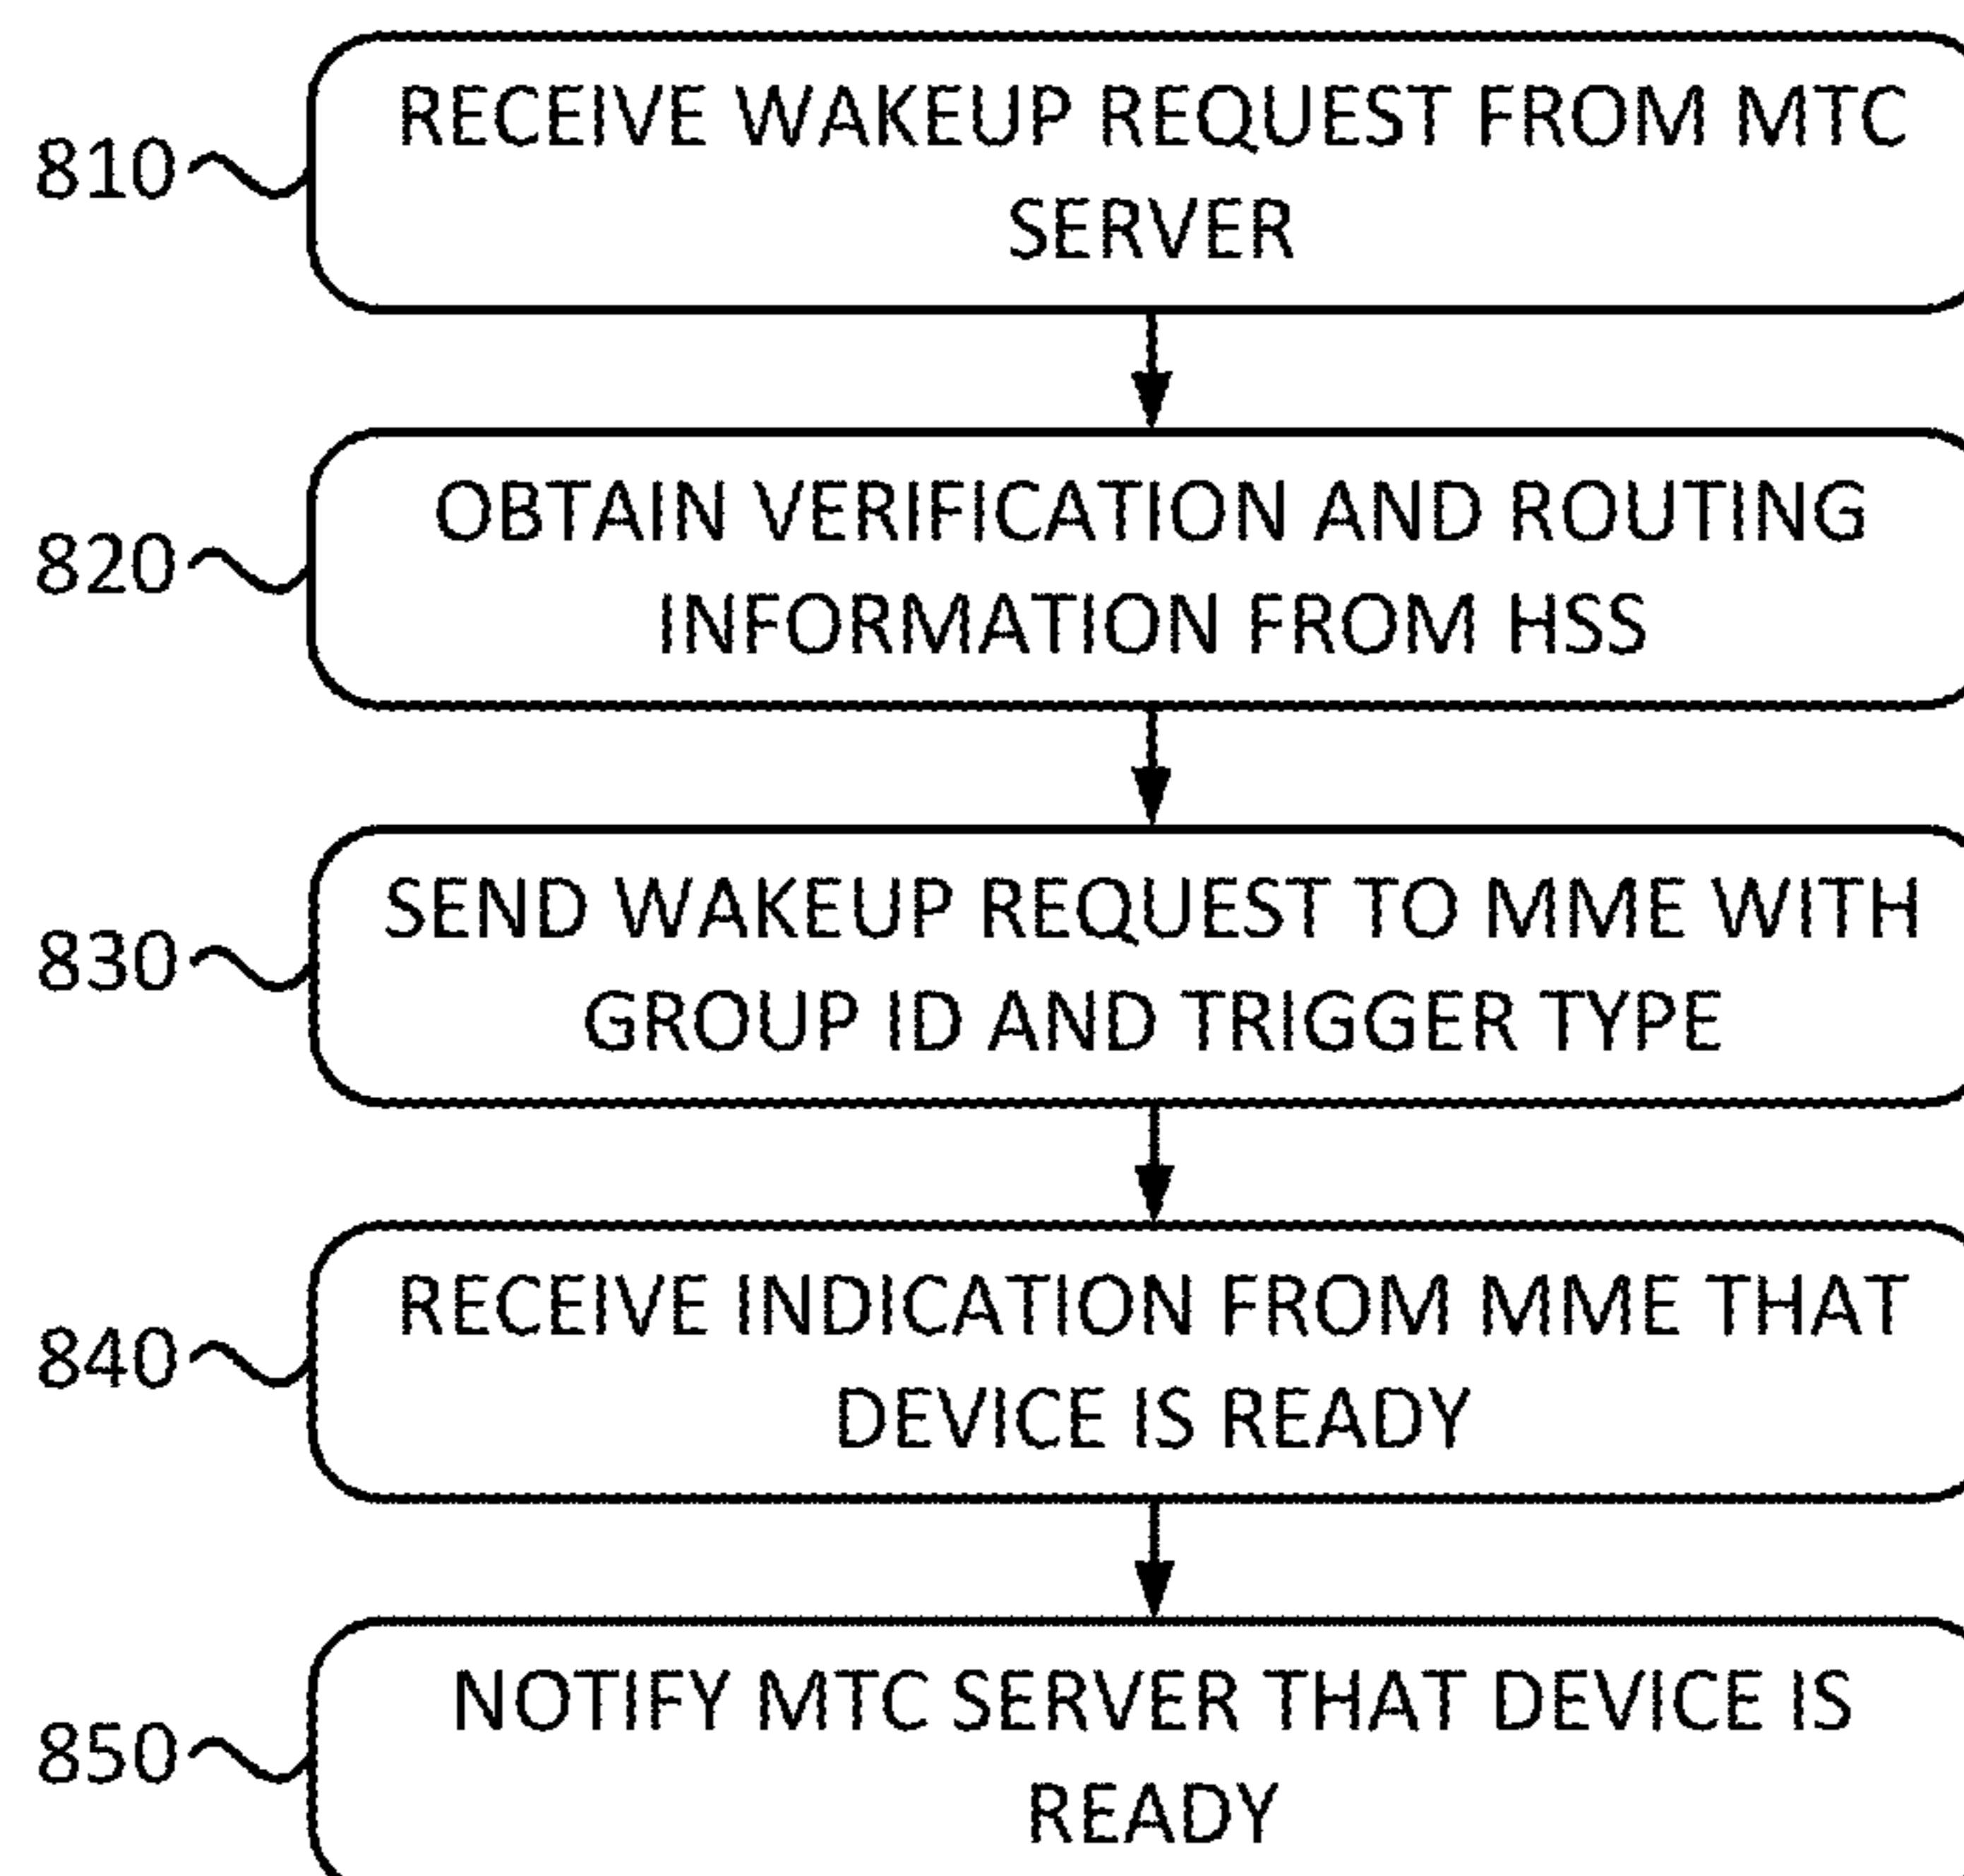 810
RECEIVE WAKEUP REQUEST FROM MTC
SERVER
820
OBTAIN VERIFICATION AND ROUTING
INFORMATION FROM HSS
830
SEND WAKEUP REQUEST TO MME WITH
GROUP ID AND TRIGGER TYPE
840
RECEIVE INDICATION FROM MME THAT
DEVICE IS READY
850
NOTIFY MTC SERVER THAT DEVICE IS
READY